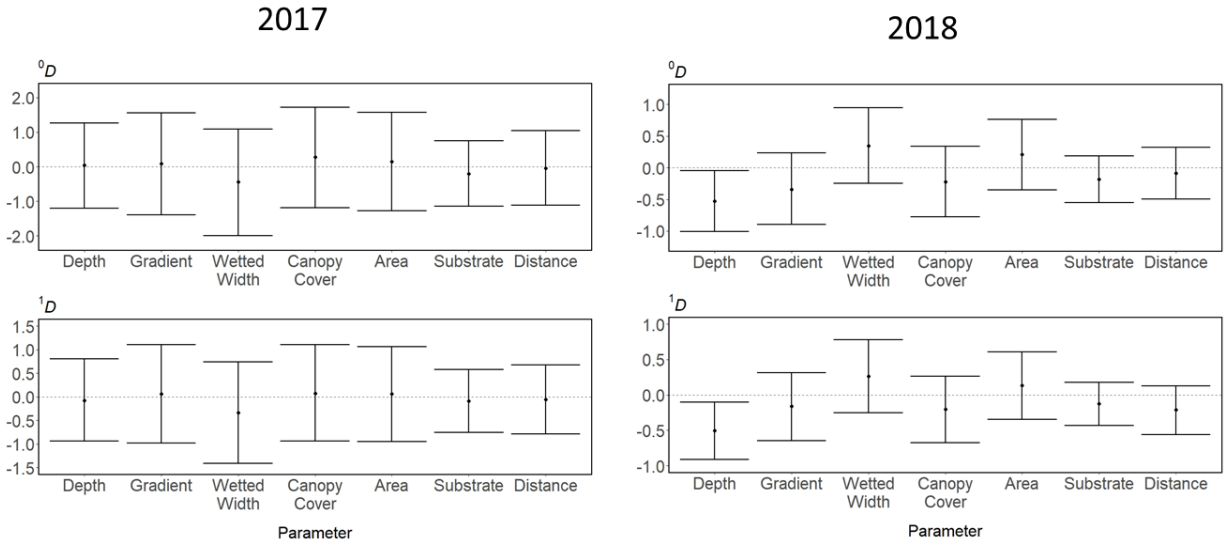 2017
⁰D
2.0
1.0
0.0
-1.0
-2.0
Depth Gradient Wetted Width Canopy Cover Area Substrate Distance
¹D
1.5
1.0
0.5
0.0
-0.5
-1.0
-1.5
Depth Gradient Wetted Width Canopy Cover Area Substrate Distance
Parameter
2018
⁰D
1.0
0.5
0.0
-0.5
-1.0
Depth Gradient Wetted Width Canopy Cover Area Substrate Distance
¹D
1.0
0.5
0.0
-0.5
-1.0
Depth Gradient Wetted Width Canopy Cover Area Substrate Distance
Parameter